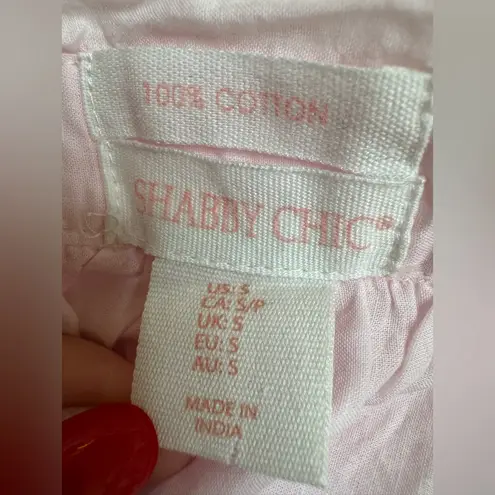 100% COTTON
SHABBY CHIC®
US: S
CA: S/P
UK: S
EU: S
AU: S
MADE IN
INDIA